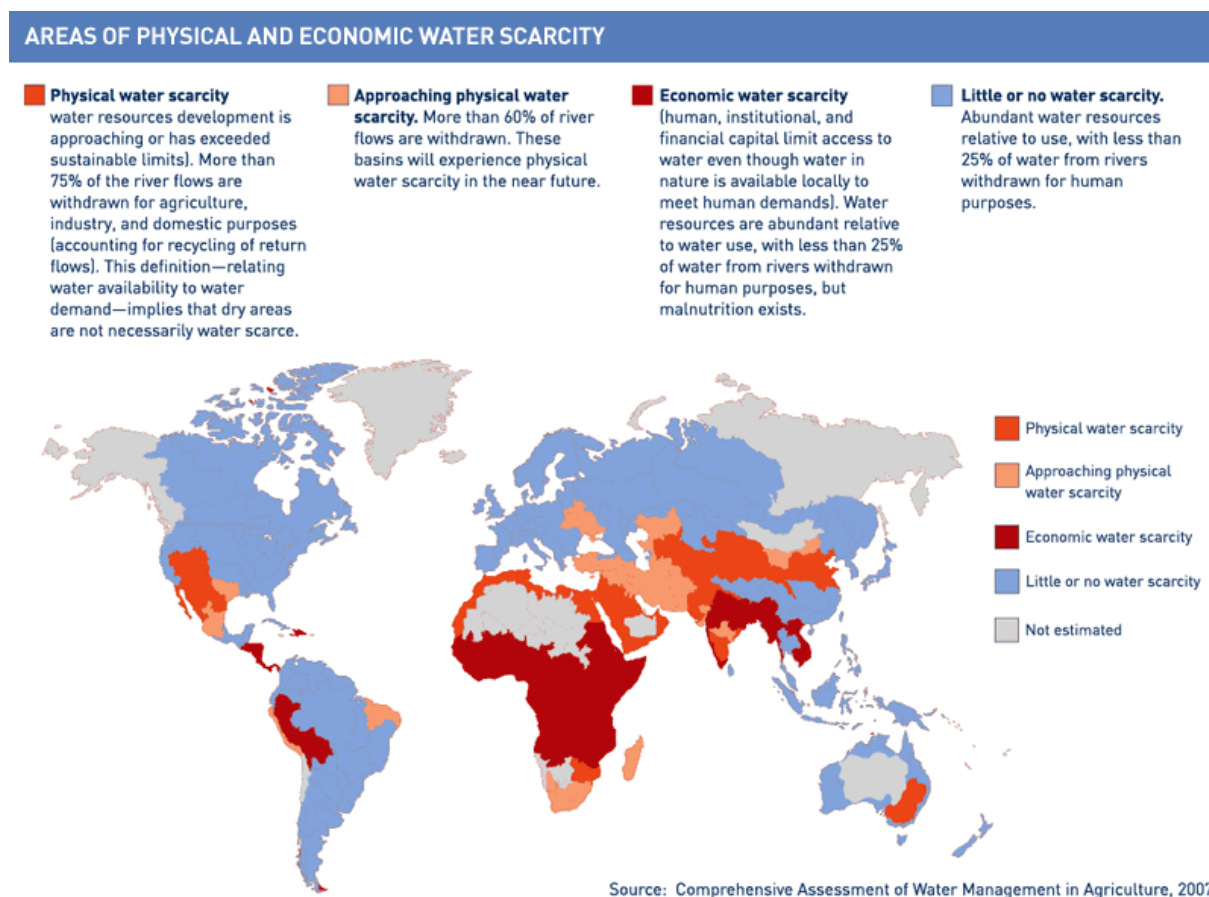 AREAS OF PHYSICAL AND ECONOMIC WATER SCARCITY
Physical water scarcity
water resources development is
approaching or has exceeded
sustainable limits). More than
75% of the river flows are
withdrawn for agriculture,
industry, and domestic purposes
(accounting for recycling of return
flows). This definition—relating
water availability to water
demand—implies that dry areas
are not necessarily water scarce.
Approaching physical water
scarcity. More than 60% of river
flows are withdrawn. These
basins will experience physical
water scarcity in the near future.
Economic water scarcity
(human, institutional, and
financial capital limit access to
water even though water in
nature is available locally to
meet human demands). Water
resources are abundant relative
to water use, with less than 25%
of water from rivers withdrawn
for human purposes, but
malnutrition exists.
Little or no water scarcity.
Abundant water resources
relative to use, with less than
25% of water from rivers
withdrawn for human
purposes.
Physical water scarcity
Approaching physical
water scarcity
Economic water scarcity
Little or no water scarcity
Not estimated
Source: Comprehensive Assessment of Water Management in Agriculture, 2007